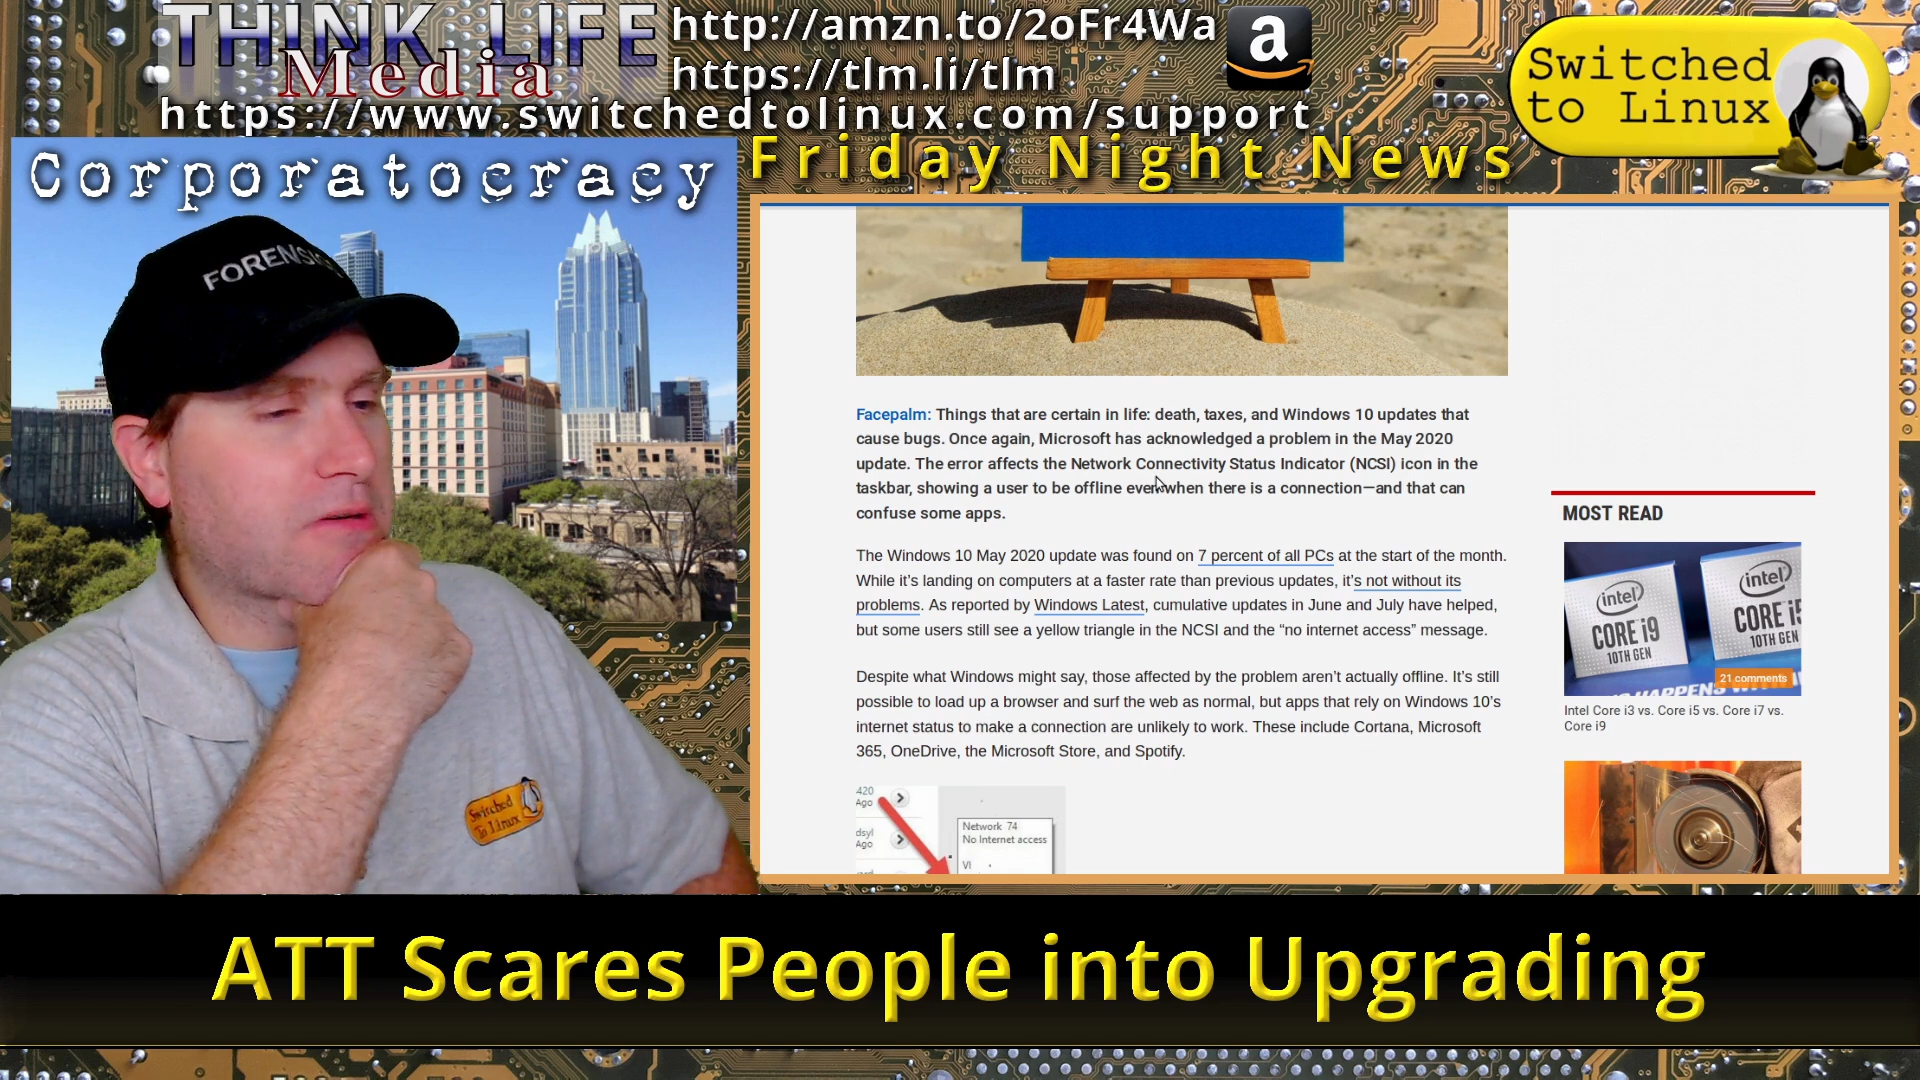 THINK LIFE
Media
http://amzn.to/2oFr4Wa
https://tlm.li/tlm
https://www.switchedtolinux.com/support
a
Switched
to Linux
Corporatocracy
Friday Night News
FORENSIC
Switched
To Linux
Facepalm: Things that are certain in life: death, taxes, and Windows 10 updates that
cause bugs. Once again, Microsoft has acknowledged a problem in the May 2020
update. The error affects the Network Connectivity Status Indicator (NCSI) icon in the
taskbar, showing a user to be offline even when there is a connection—and that can
confuse some apps.
The Windows 10 May 2020 update was found on 7 percent of all PCs at the start of the month.
While it’s landing on computers at a faster rate than previous updates, it’s not without its
problems. As reported by Windows Latest, cumulative updates in June and July have helped,
but some users still see a yellow triangle in the NCSI and the “no internet access” message.
Despite what Windows might say, those affected by the problem aren’t actually offline. It’s still
possible to load up a browser and surf the web as normal, but apps that rely on Windows 10’s
internet status to make a connection are unlikely to work. These include Cortana, Microsoft
365, OneDrive, the Microsoft Store, and Spotify.
420
Ago
dsyl
Ago
Network 74
No Internet access
MOST READ
intel
CORE i9
10TH GEN
intel
CORE i5
10TH GEN
21 comments
Intel Core i3 vs. Core i5 vs. Core i7 vs.
Core i9
ATT Scares People into Upgrading